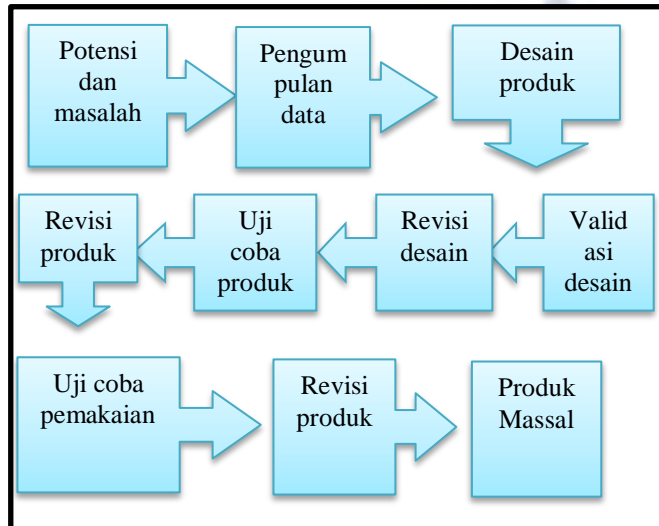 Potensi
dan
masalah
Pengum
pulan
data
Desain
produk
Valid
asi
desain
Revisi
desain
Uji
coba
produk
Revisi
produk
Uji coba
pemakaian
Revisi
produk
Produk
Massal